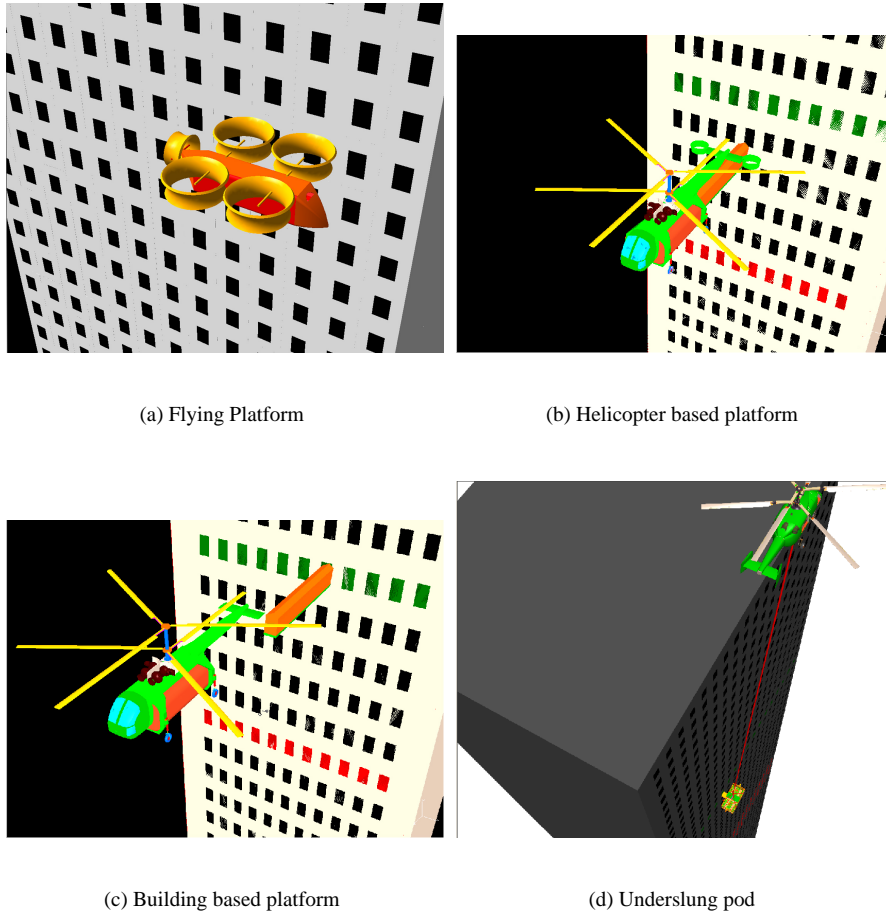 (a) Flying Platform
(b) Helicopter based platform
(c) Building based platform
(d) Underslung pod